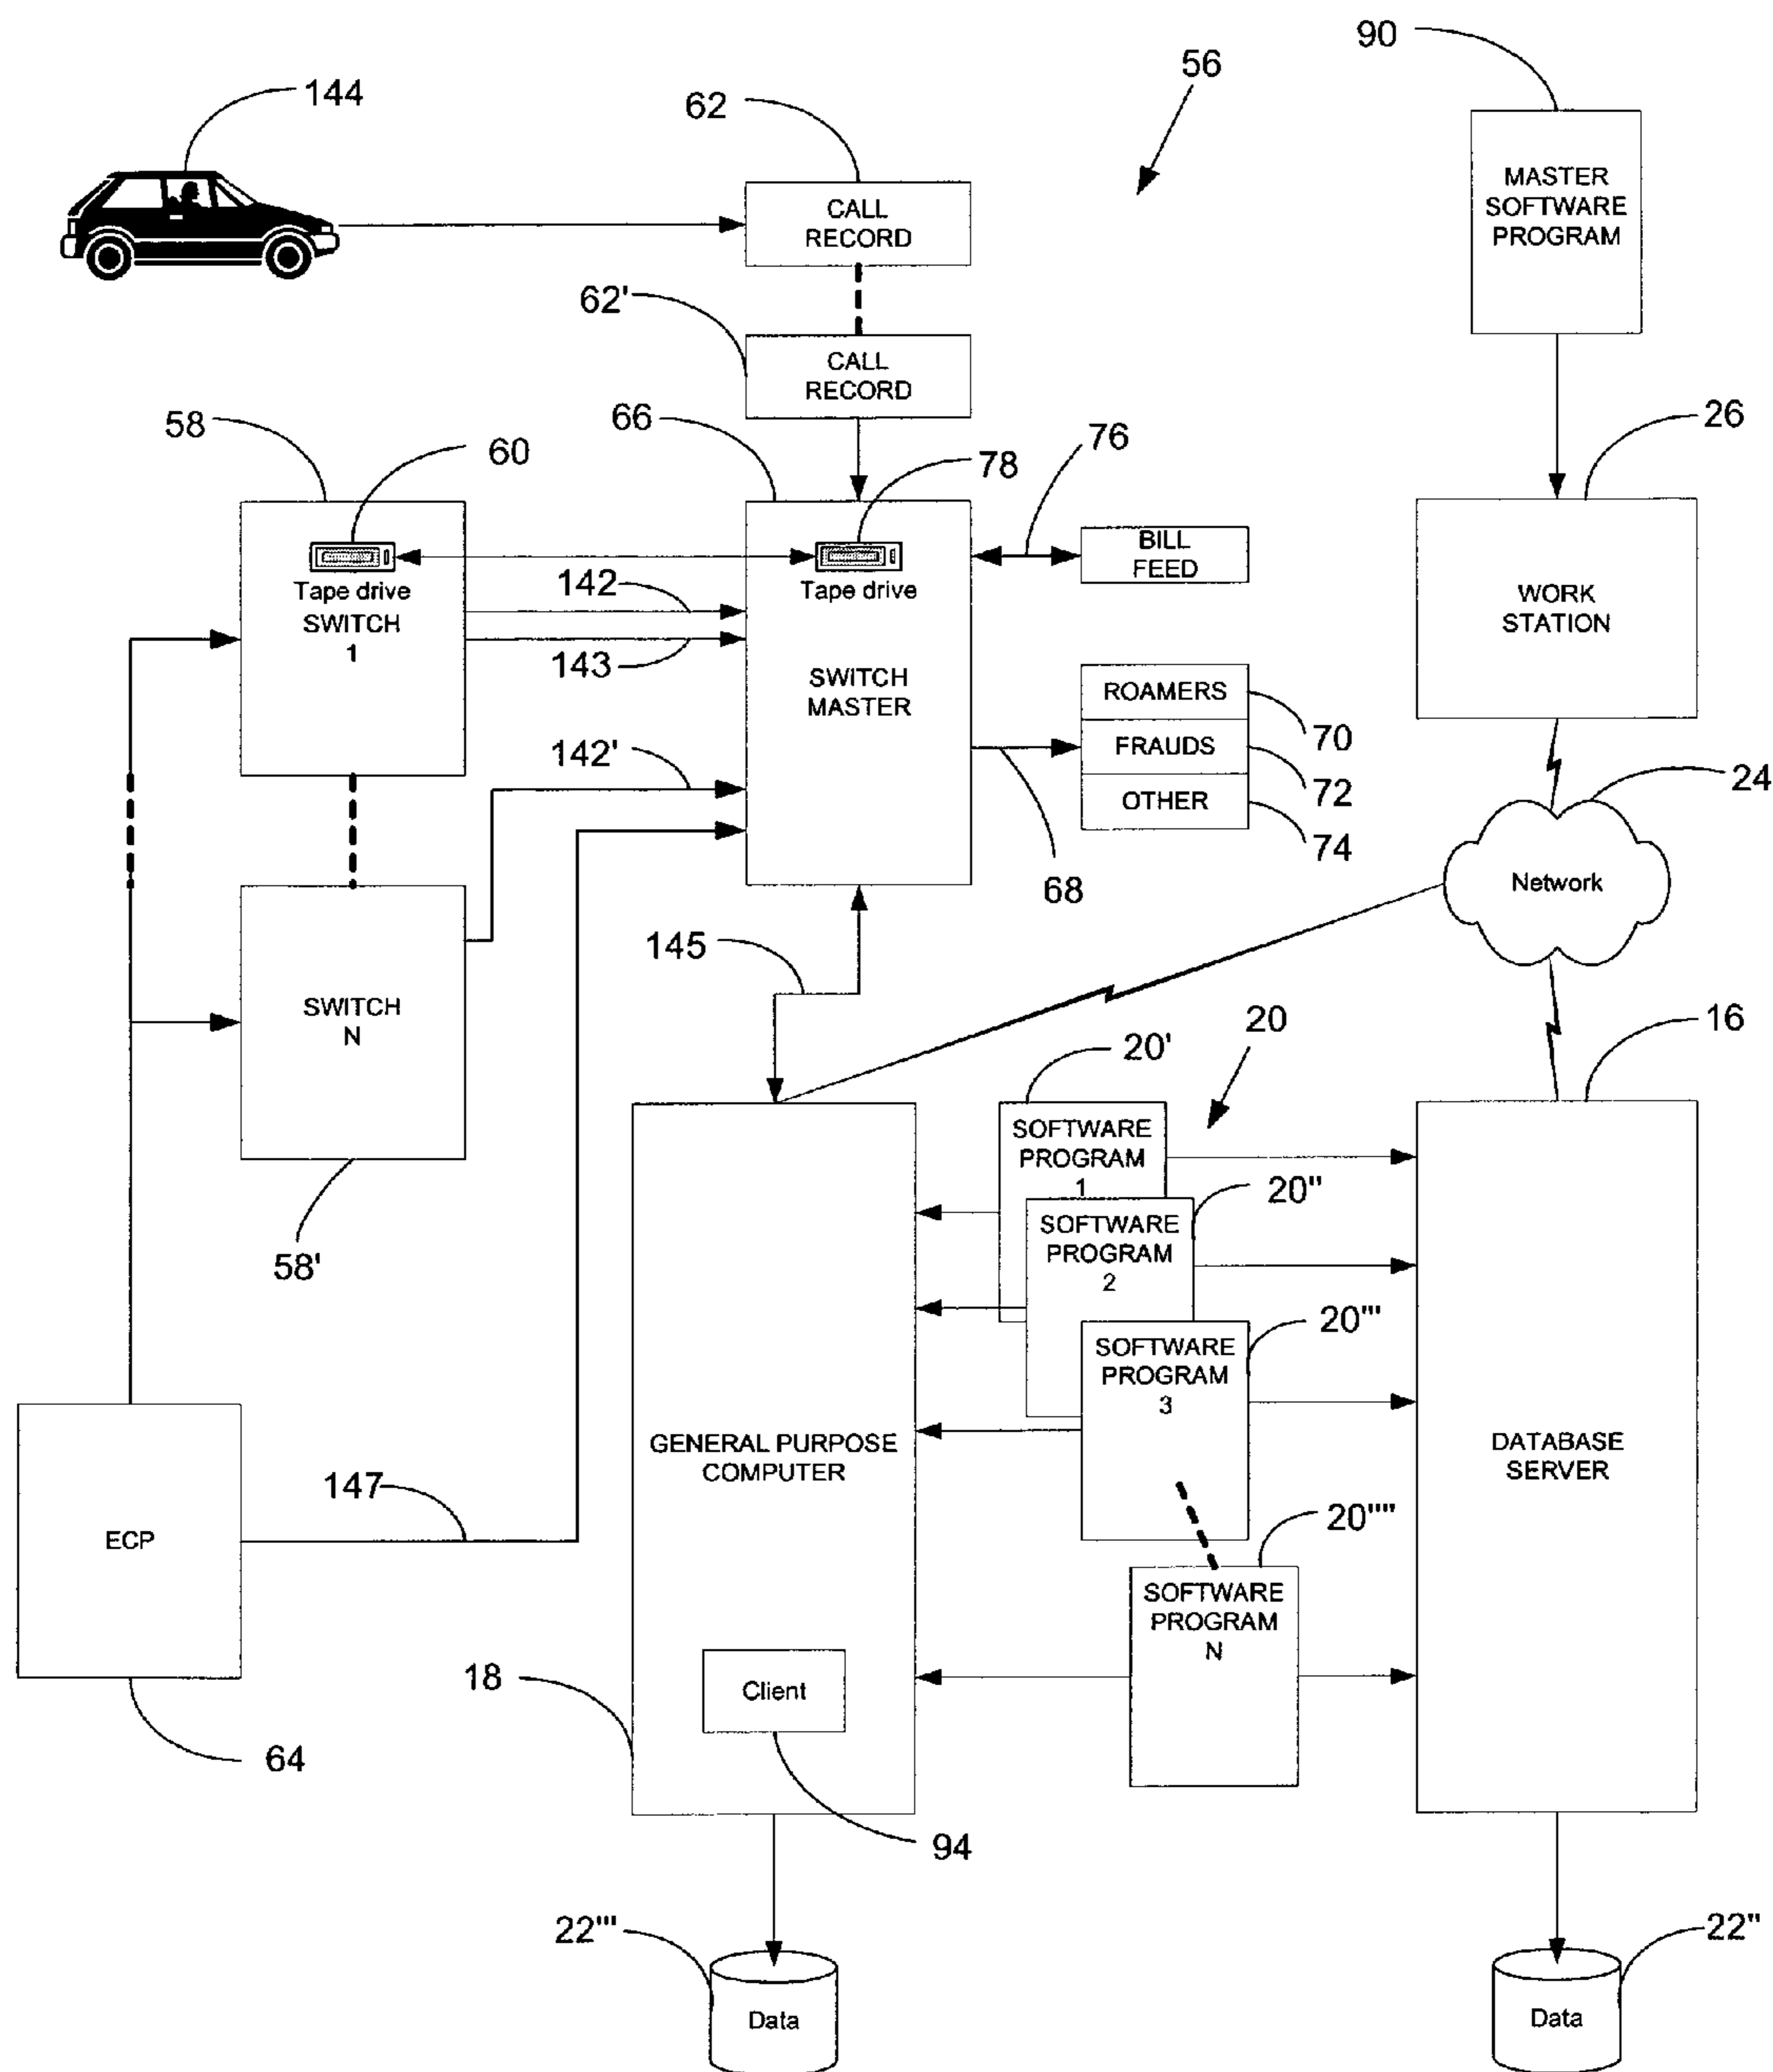 90
56
144
62
MASTER
SOFTWARE
PROGRAM
CALL
RECORD
62'
CALL
RECORD
58
60
66
78
76
26
BILL
FEED
Tape drive
SWITCH
1
142
143
Tape drive
SWITCH
MASTER
WORK
STATION
ROAMERS
FRAUDS
OTHER
70
72
74
142'
68
24
Network
145
SWITCH
N
58'
20'
20
16
SOFTWARE
PROGRAM
1
20"
SOFTWARE
PROGRAM
2
20'''
SOFTWARE
PROGRAM
3
GENERAL PURPOSE
COMPUTER
DATABASE
SERVER
147
ECP
20""
SOFTWARE
PROGRAM
N
18
Client
64
94
22'''
Data
22"
Data